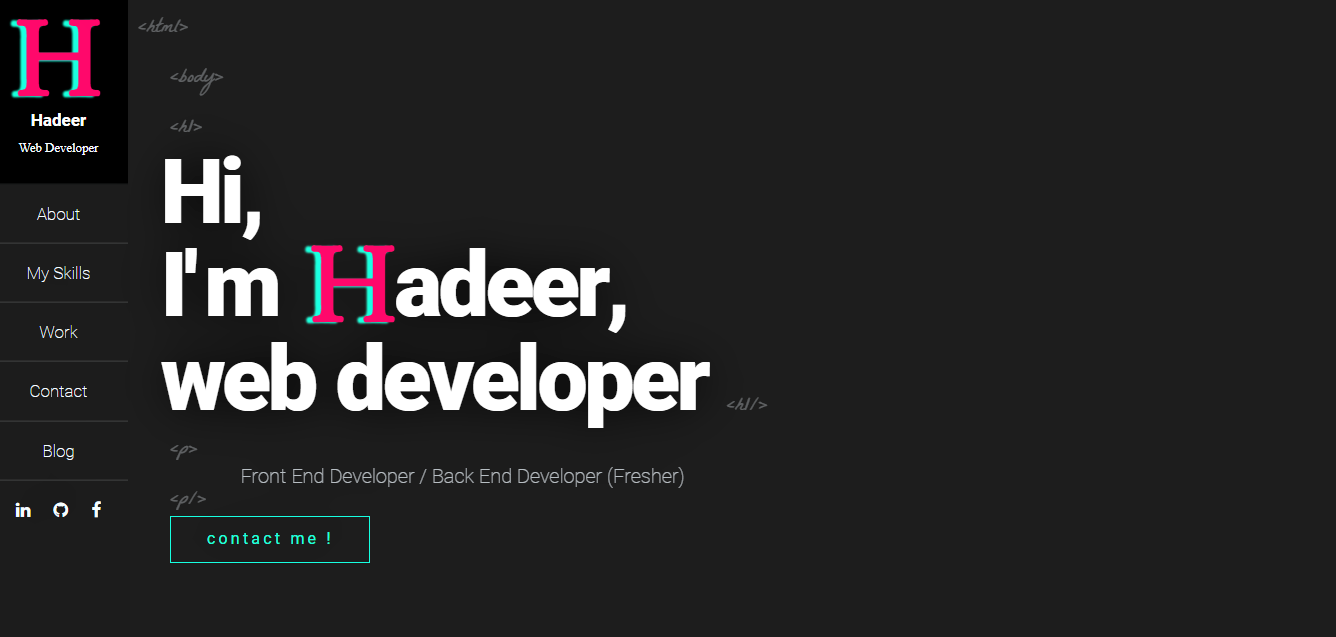 H
Hadeer
Web Developer
About
My Skills
Work
Contact
Blog
in
f
<html>
<body>
<h1>
Hi,
I'm Hadeer,
web developer
<h1/>
<p>
Front End Developer / Back End Developer (Fresher)
<p/>
contact me !